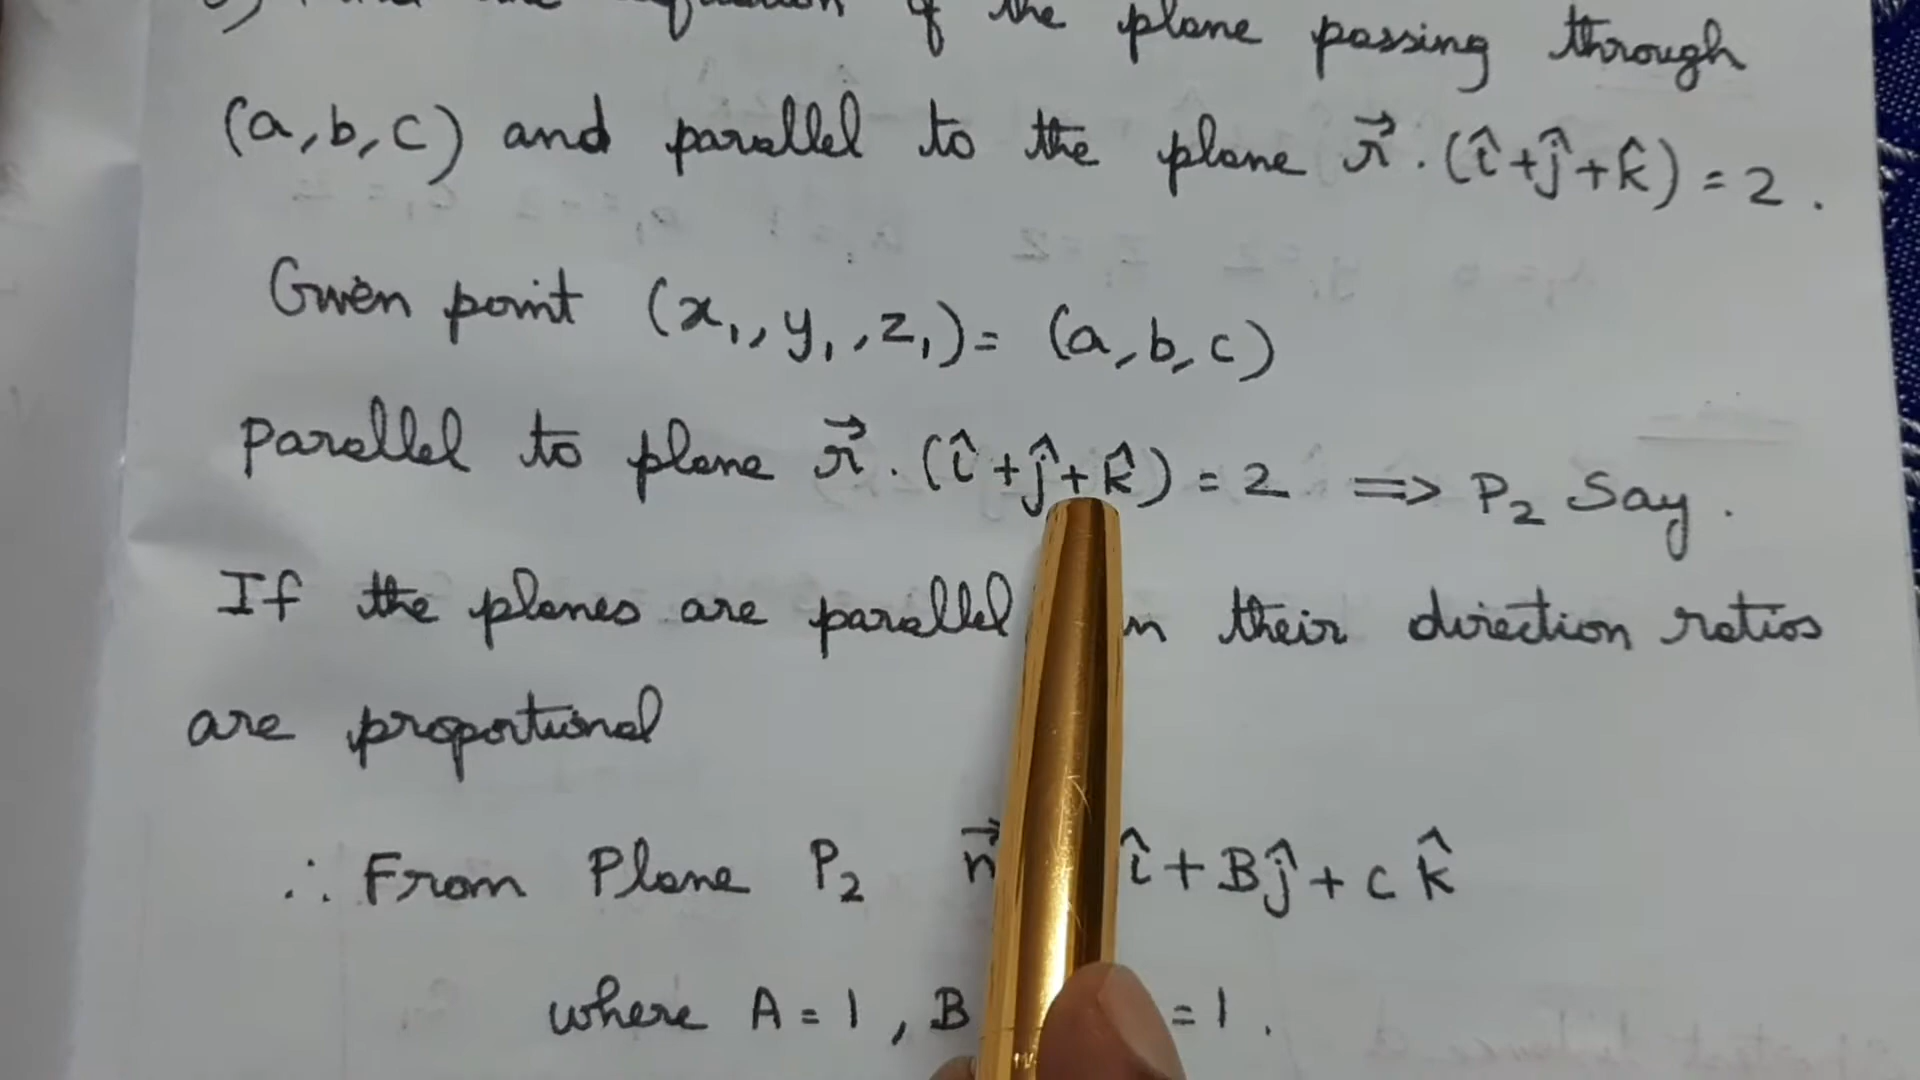 the plane passing through
(a, b, c) and parallel to the plane r⃗ . (î + ĵ + k̂) = 2 .
Given point (x₁, y₁, z₁) = (a, b, c)
Parallel to plane r⃗ . (î + ĵ + k̂) = 2 => P₂ Say .
If the planes are parallel their direction ratios
are proportional
∴ From Plane P₂ n⃗ î + Bĵ + C k̂
where A = 1 , B = 1 .